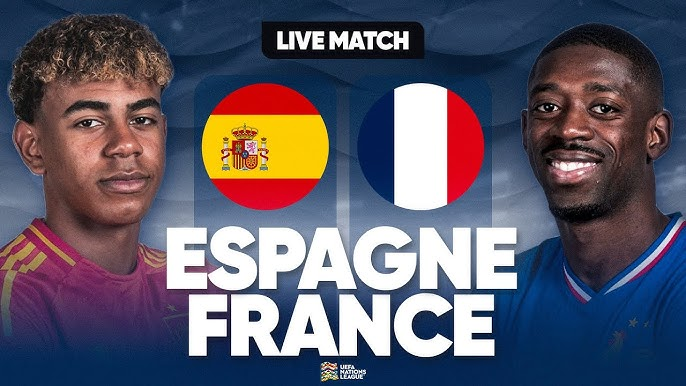 LIVE MATCH
ESPAGNE
FRANCE
UEFA
NATIONS
LEAGUE